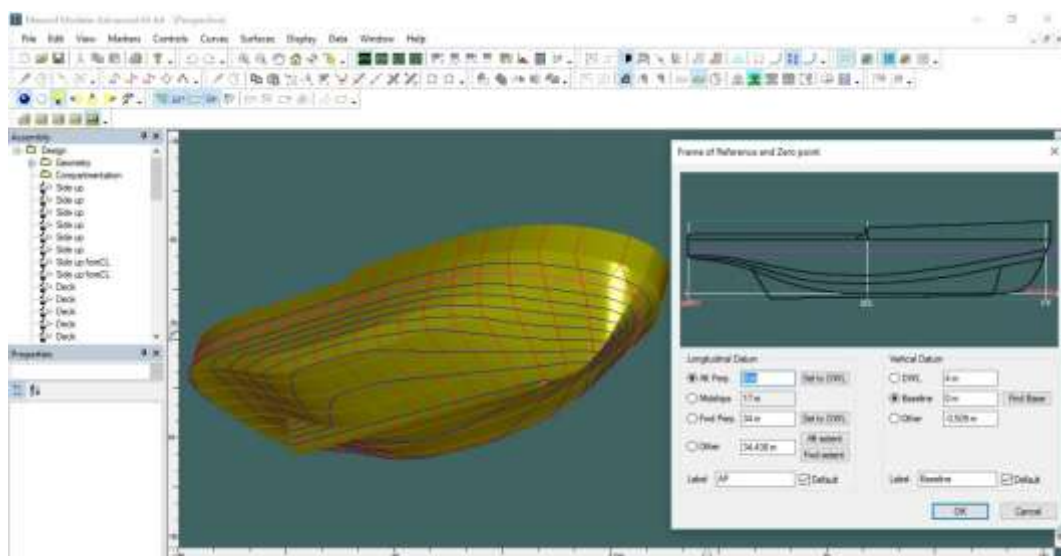 Maxsurf Modeler Advanced 64-bit - [Perspective]
File Edit View Markers Controls Curves Surfaces Display Data Window Help
Assembly
Design
Geometry
Compartmentation
Side up
Side up
Side up
Side up
Side up
Side up
Side up foreCL
Side up foreCL
Deck
Deck
Deck
Deck
Deck
Properties
Frame of Reference and Zero point
Longitudinal Datum
Vertical Datum
Aft Perp.
Set to DWL
DWL
4 m
Midships
17 m
Baseline
0 m
Find Base
Fwd Perp.
34 m
Set to DWL
Other
-0.509 m
Other
34.438 m
Aft extent
Fwd extent
Label
AP
Default
Label
Baseline
Default
OK
Cancel